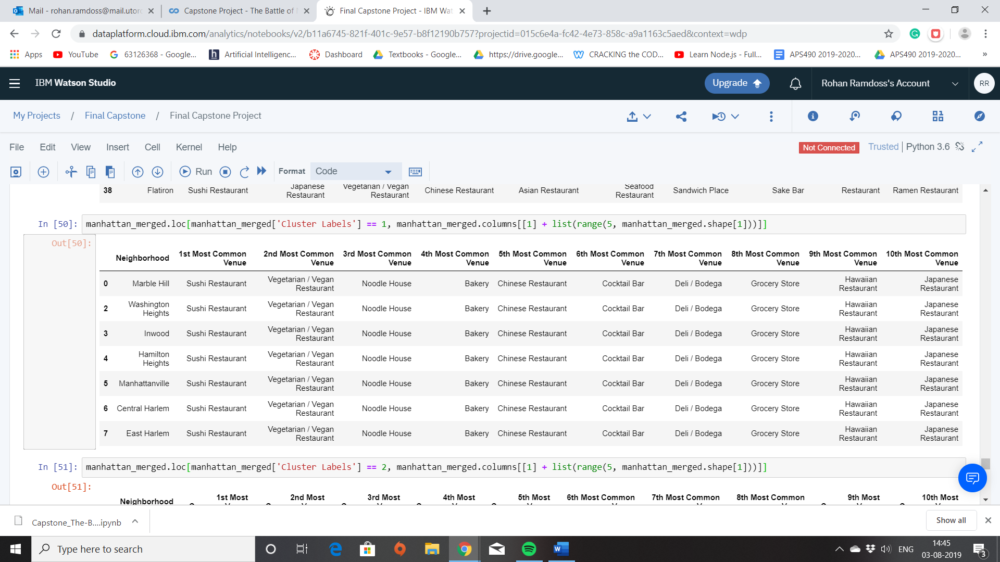 Mail - rohan.ramdoss@mail.utoro
Capstone Project - The Battle of
Final Capstone Project - IBM Wat
dataplatform.cloud.ibm.com/analytics/notebooks/v2/b11a6745-821f-401c-9e57-b8f12190b757?projectid=015c6e4a-fc42-4e73-858c-a9a1163c5aed&context=wdp
Apps YouTube 63126368 - Google... Artificial Intelligenc... Dashboard Textbooks - Google... https://drive.google... CRACKING the COD... Learn Node.js - Full... APS490 2019-2020... APS490 2019-2020... »
IBM Watson Studio Upgrade Rohan Ramdoss's Account RR
My Projects / Final Capstone / Final Capstone Project
File Edit View Insert Cell Kernel Help Not Connected Trusted Python 3.6
Run Format Code
38 Flatiron Sushi Restaurant Japanese Restaurant Vegetarian / Vegan Restaurant Chinese Restaurant Asian Restaurant Seafood Restaurant Sandwich Place Sake Bar Restaurant Ramen Restaurant
In [50]: manhattan_merged.loc[manhattan_merged['Cluster Labels'] == 1, manhattan_merged.columns[[1] + list(range(5, manhattan_merged.shape[1]))]]
Out[50]:
Neighborhood 1st Most Common Venue 2nd Most Common Venue 3rd Most Common Venue 4th Most Common Venue 5th Most Common Venue 6th Most Common Venue 7th Most Common Venue 8th Most Common Venue 9th Most Common Venue 10th Most Common Venue
0 Marble Hill Sushi Restaurant Vegetarian / Vegan Restaurant Noodle House Bakery Chinese Restaurant Cocktail Bar Deli / Bodega Grocery Store Hawaiian Restaurant Japanese Restaurant
2 Washington Heights Sushi Restaurant Vegetarian / Vegan Restaurant Noodle House Bakery Chinese Restaurant Cocktail Bar Deli / Bodega Grocery Store Hawaiian Restaurant Japanese Restaurant
3 Inwood Sushi Restaurant Vegetarian / Vegan Restaurant Noodle House Bakery Chinese Restaurant Cocktail Bar Deli / Bodega Grocery Store Hawaiian Restaurant Japanese Restaurant
4 Hamilton Heights Sushi Restaurant Vegetarian / Vegan Restaurant Noodle House Bakery Chinese Restaurant Cocktail Bar Deli / Bodega Grocery Store Hawaiian Restaurant Japanese Restaurant
5 Manhattanville Sushi Restaurant Vegetarian / Vegan Restaurant Noodle House Bakery Chinese Restaurant Cocktail Bar Deli / Bodega Grocery Store Hawaiian Restaurant Japanese Restaurant
6 Central Harlem Sushi Restaurant Vegetarian / Vegan Restaurant Noodle House Bakery Chinese Restaurant Cocktail Bar Deli / Bodega Grocery Store Hawaiian Restaurant Japanese Restaurant
7 East Harlem Sushi Restaurant Vegetarian / Vegan Restaurant Noodle House Bakery Chinese Restaurant Cocktail Bar Deli / Bodega Grocery Store Hawaiian Restaurant Japanese Restaurant
In [51]: manhattan_merged.loc[manhattan_merged['Cluster Labels'] == 2, manhattan_merged.columns[[1] + list(range(5, manhattan_merged.shape[1]))]]
Out[51]:
Neighborhood 1st Most 2nd Most 3rd Most 4th Most 5th Most 6th Most Common 7th Most Common 8th Most Common 9th Most 10th Most
Capstone_The-B....ipynb Show all
Type here to search ENG 14:45
03-08-2019 3